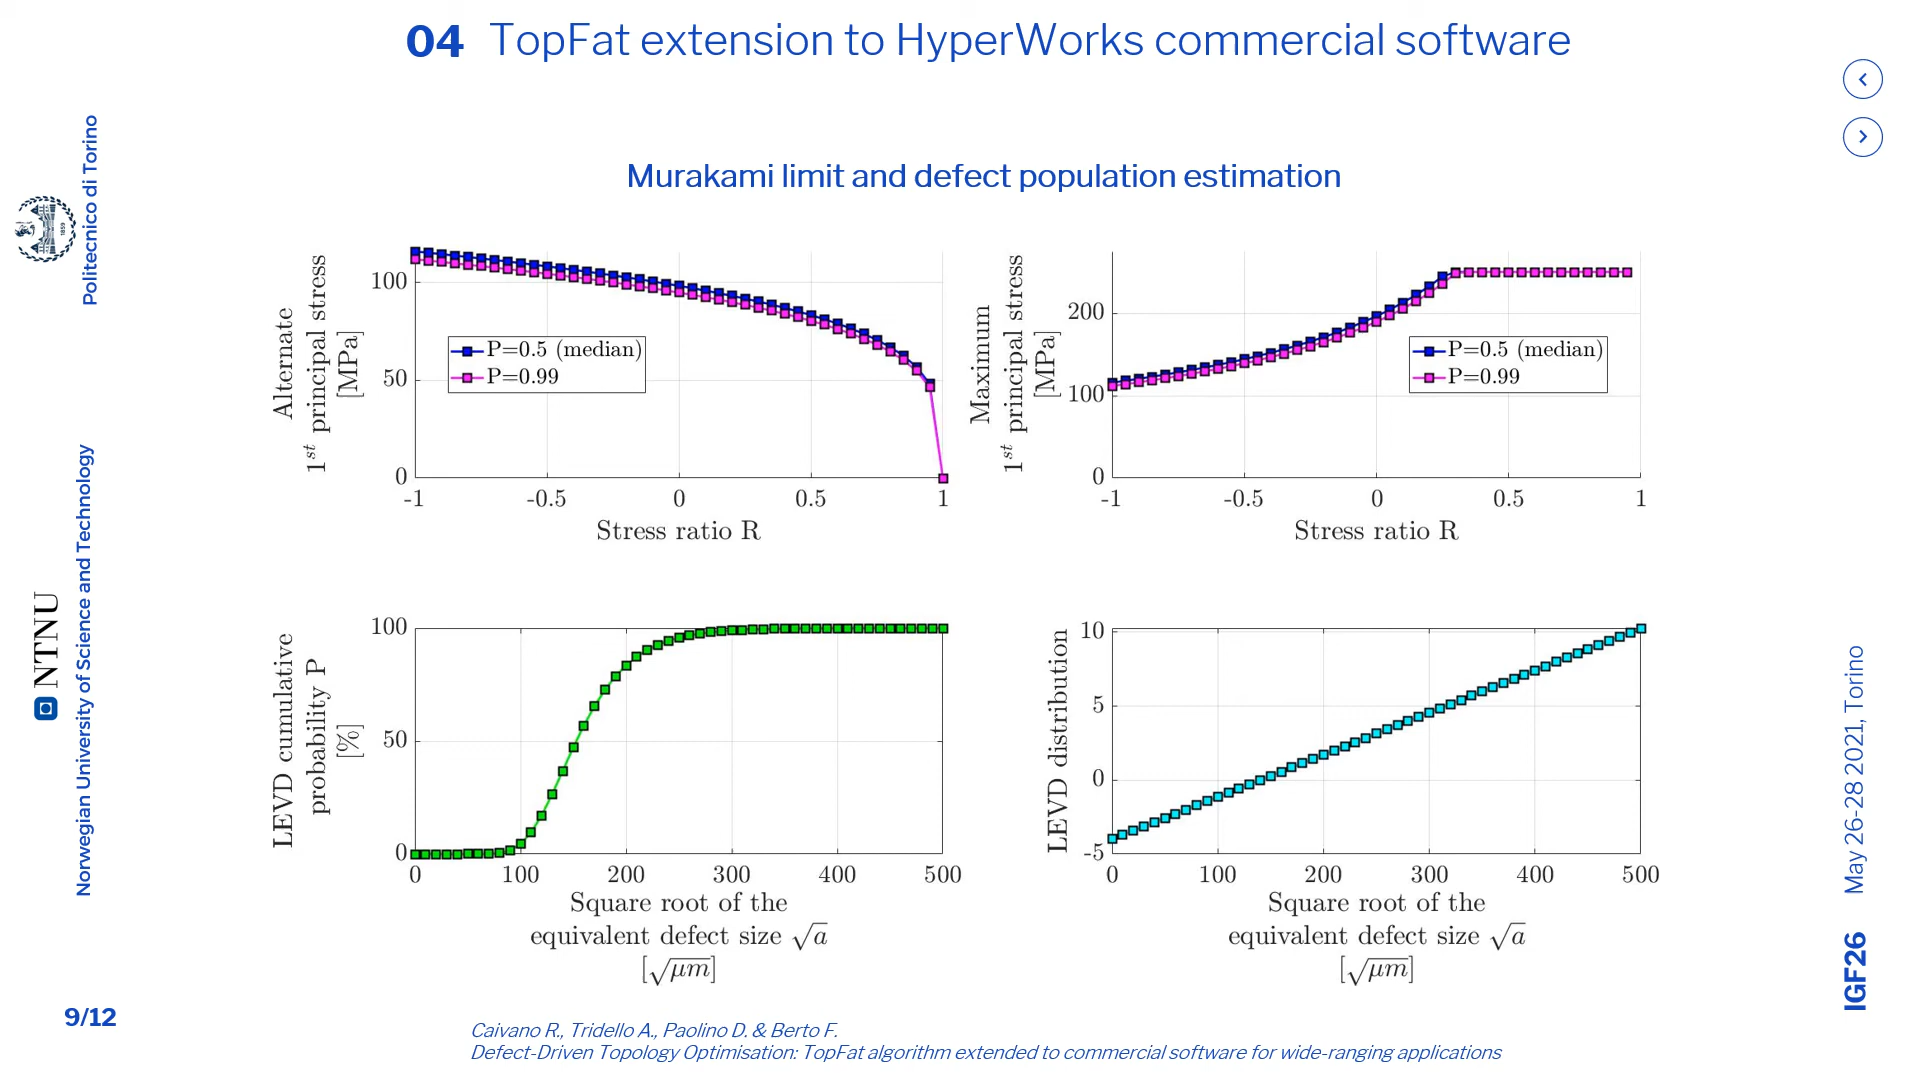 04 TopFat extension to HyperWorks commercial software
Murakami limit and defect population estimation
Politecnico di Torino
1859
NTNU
Norwegian University of Science and Technology
9/12
Alternate
1st principal stress
[MPa]
100
50
0
P=0.5 (median)
P=0.99
-1 -0.5 0 0.5 1
Stress ratio R
Maximum
1st principal stress
[MPa]
200
100
0
P=0.5 (median)
P=0.99
-1 -0.5 0 0.5 1
Stress ratio R
LEVD cumulative
probability P
[%]
100
50
0
0 100 200 300 400 500
Square root of the
equivalent defect size √a
[√μm]
LEVD distribution
10
5
0
-5
0 100 200 300 400 500
Square root of the
equivalent defect size √a
[√μm]
IGF26 May 26-28 2021, Torino
Caivano R., Tridello A., Paolino D. & Berto F.
Defect-Driven Topology Optimisation: TopFat algorithm extended to commercial software for wide-ranging applications